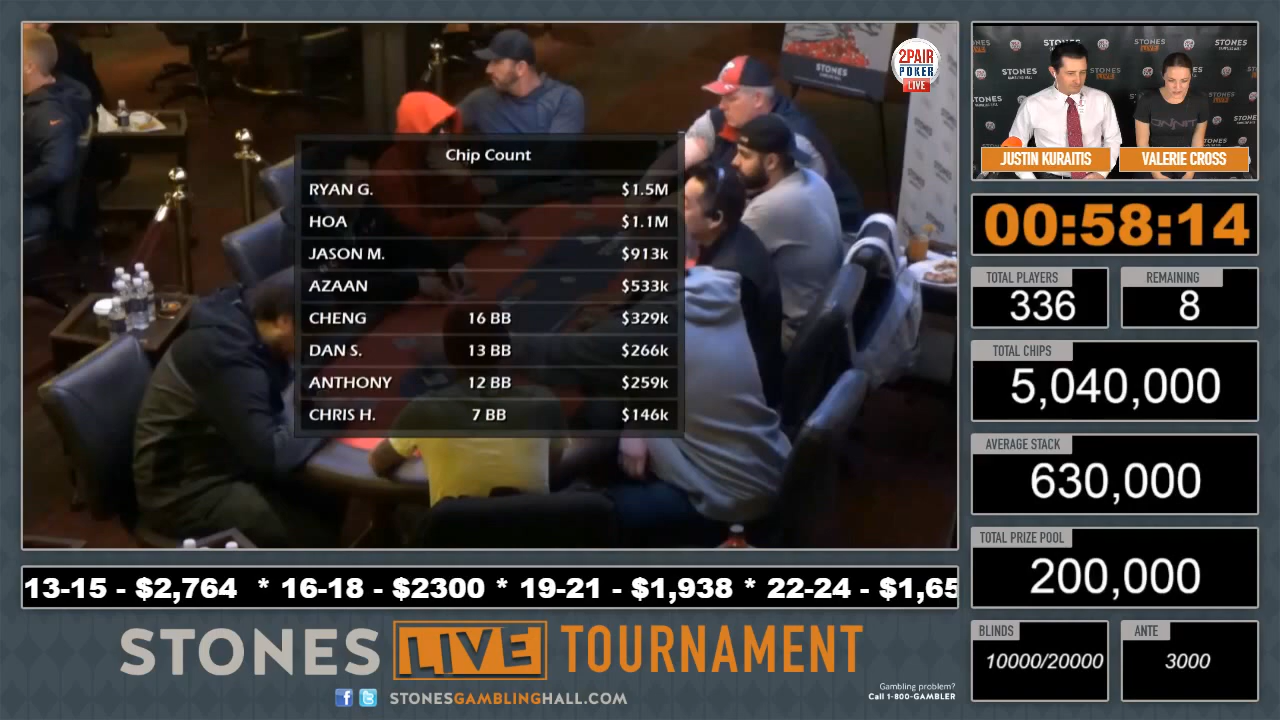 2PAIR
POKER
LIVE
STONES
Chip Count
RYAN G. $1.5M
HOA $1.1M
JASON M. $913k
AZAAN $533k
CHENG 16 BB $329k
DAN S. 13 BB $266k
ANTHONY 12 BB $259k
CHRIS H. 7 BB $146k
JUSTIN KURAITIS VALERIE CROSS
00:58:14
TOTAL PLAYERS REMAINING
336 8
TOTAL CHIPS
5,040,000
AVERAGE STACK
630,000
TOTAL PRIZE POOL
200,000
BLINDS ANTE
10000/20000 3000
13-15 - $2,764 * 16-18 - $2300 * 19-21 - $1,938 * 22-24 - $1,65
STONES LIVE TOURNAMENT
STONESGAMBLINGHALL.COM
Gambling problem?
Call 1-800-GAMBLER